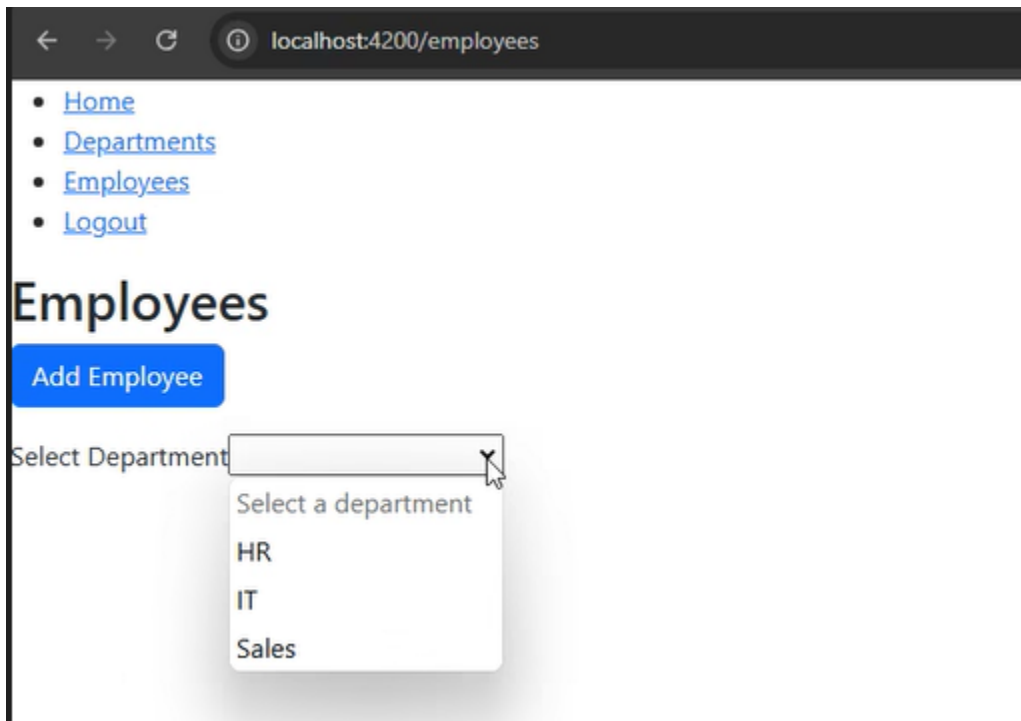 localhost:4200/employees
Home
Departments
Employees
Logout
Employees
Add Employee
Select Department
Select a department
HR
IT
Sales